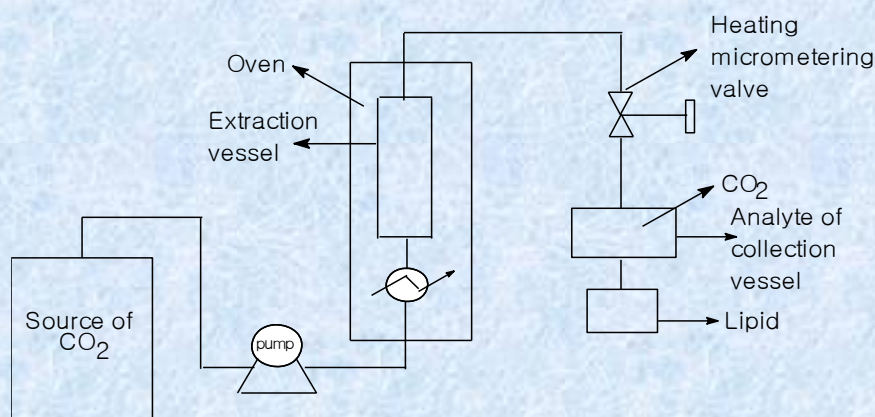 Heating
micrometering
valve
Oven
Extraction
vessel
CO2
Analyte of
collection
vessel
Source of
CO2
pump
Lipid